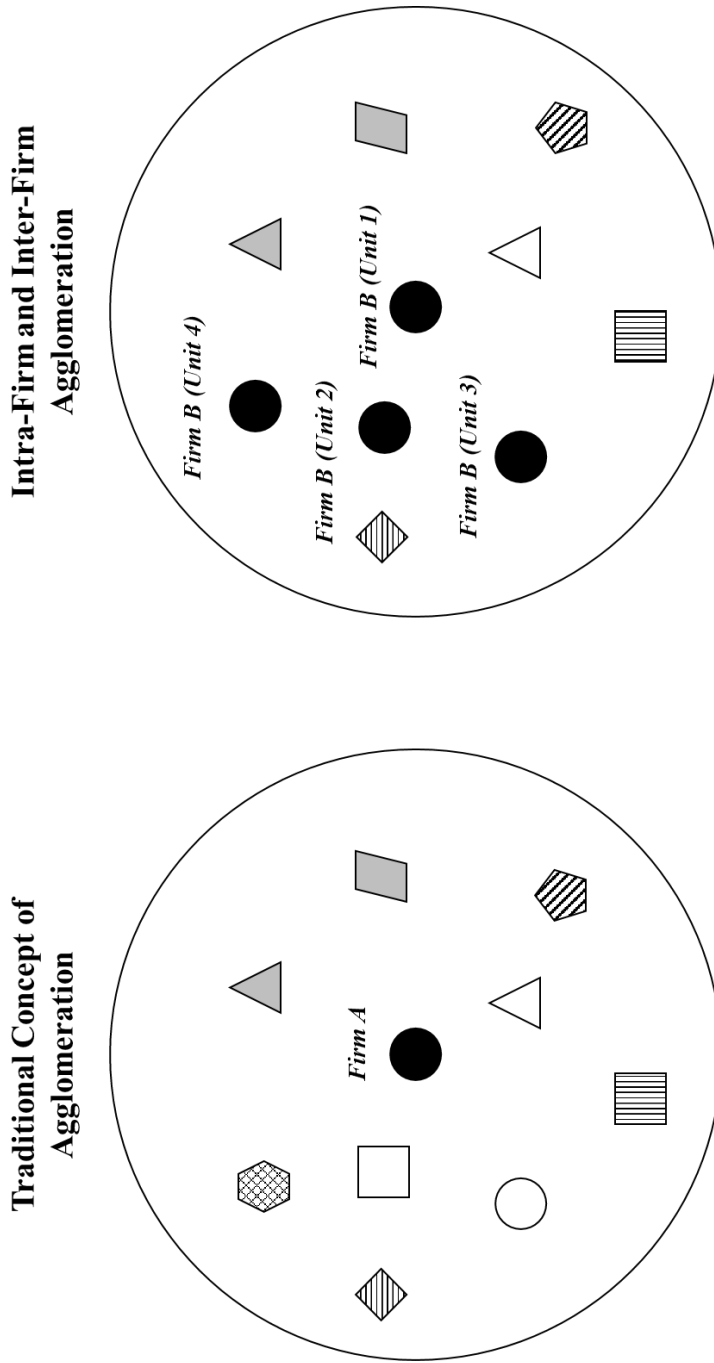 Traditional Concept of
Agglomeration
Firm A
Intra-Firm and Inter-Firm
Agglomeration
Firm B (Unit 4)
Firm B (Unit 2)
Firm B (Unit 1)
Firm B (Unit 3)